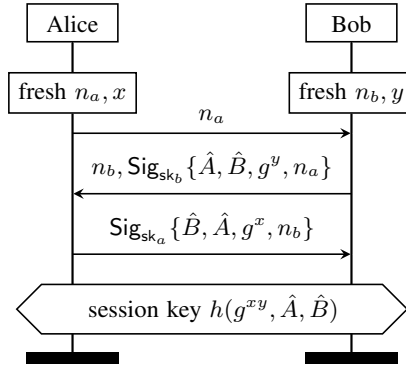 Alice Bob
fresh n_a, x fresh n_b, y
n_a
n_b, Sig_{sk_b}{Â, B̂, g^y, n_a}
Sig_{sk_a}{B̂, Â, g^x, n_b}
session key h(g^{xy}, Â, B̂)